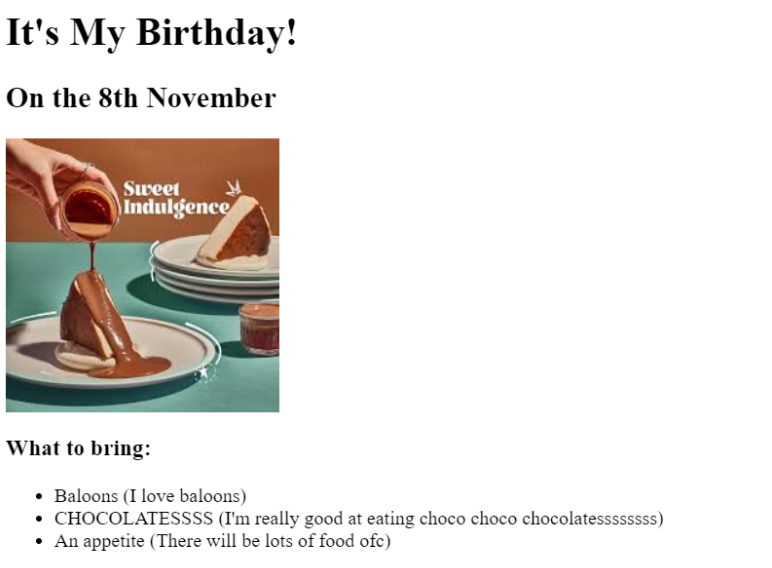 It's My Birthday!
On the 8th November
Sweet
Indulgence
What to bring:
Baloons (I love baloons)
CHOCOLATESSSS (I'm really good at eating choco choco chocolatessssssss)
An appetite (There will be lots of food ofc)